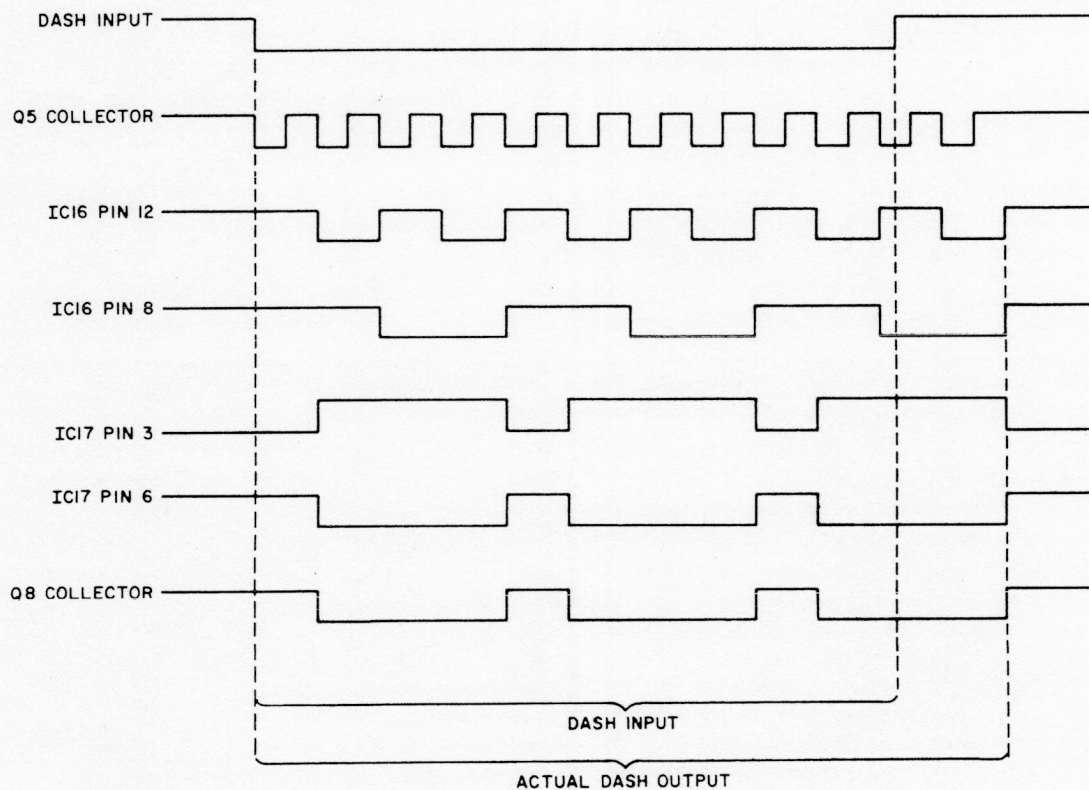 DASH INPUT
Q5 COLLECTOR
IC16 PIN 12
IC16 PIN 8
IC17 PIN 3
IC17 PIN 6
Q8 COLLECTOR
DASH INPUT
ACTUAL DASH OUTPUT